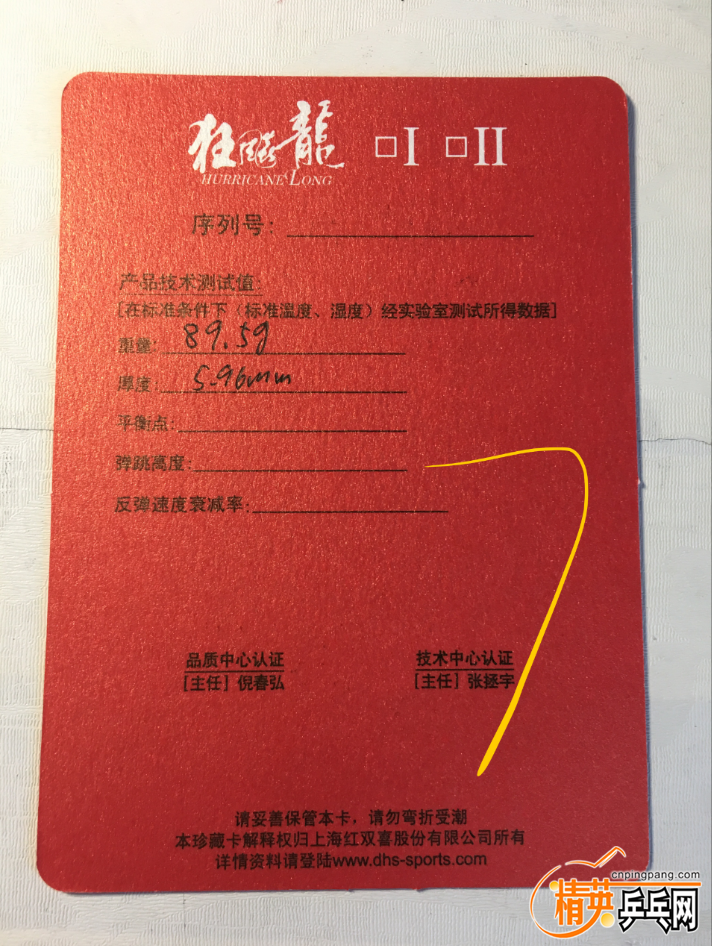 狂飚龍 □I □II
HURRICANE LONG
序列号:
产品技术测试值:
[在标准条件下（标准温度、湿度）经实验室测试所得数据]
重量: 89.5g
厚度: 5.96mm
平衡点:
弹跳高度:
反弹速度衰减率:
品质中心认证 技术中心认证
[主任] 倪春弘 [主任] 张拯宇
请妥善保管本卡，请勿弯折受潮
本珍藏卡解释权归上海红双喜股份有限公司所有
详情资料请登陆www.dhs-sports.com
cnpingpang.com
精英乒乓网